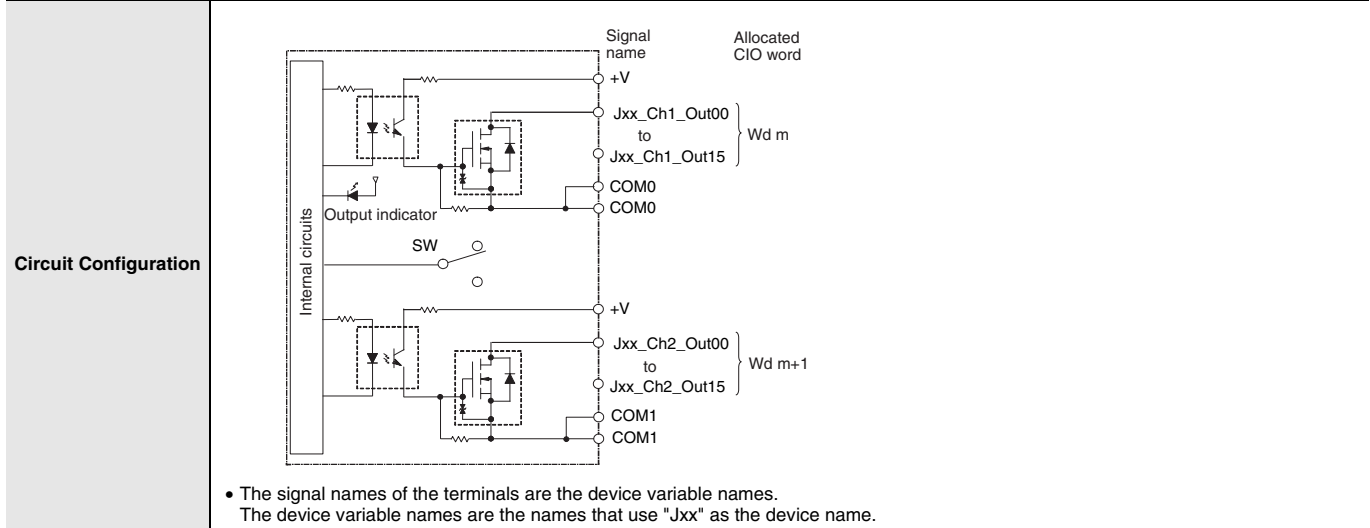 Circuit Configuration
Signal name
Allocated CIO word
+V
Jxx_Ch1_Out00
to
Jxx_Ch1_Out15
Wd m
COM0
COM0
Output indicator
Internal circuits
SW
+V
Jxx_Ch2_Out00
to
Jxx_Ch2_Out15
Wd m+1
COM1
COM1
• The signal names of the terminals are the device variable names.
The device variable names are the names that use "Jxx" as the device name.